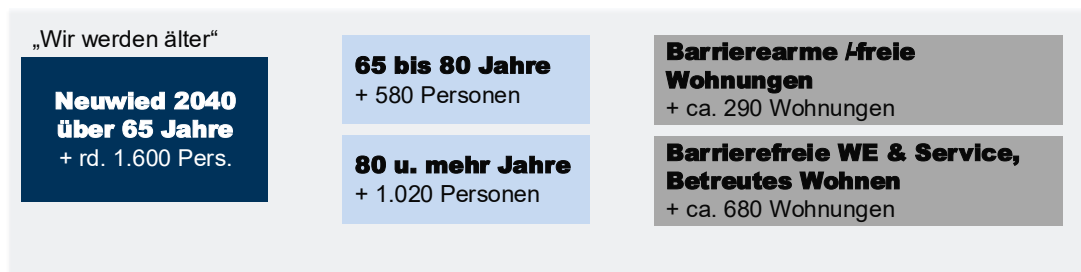 „Wir werden älter“
Neuwied 2040
über 65 Jahre
+ rd. 1.600 Pers.
65 bis 80 Jahre
+ 580 Personen
80 u. mehr Jahre
+ 1.020 Personen
Barrierearme /-freie
Wohnungen
+ ca. 290 Wohnungen
Barrierefreie WE & Service,
Betreutes Wohnen
+ ca. 680 Wohnungen